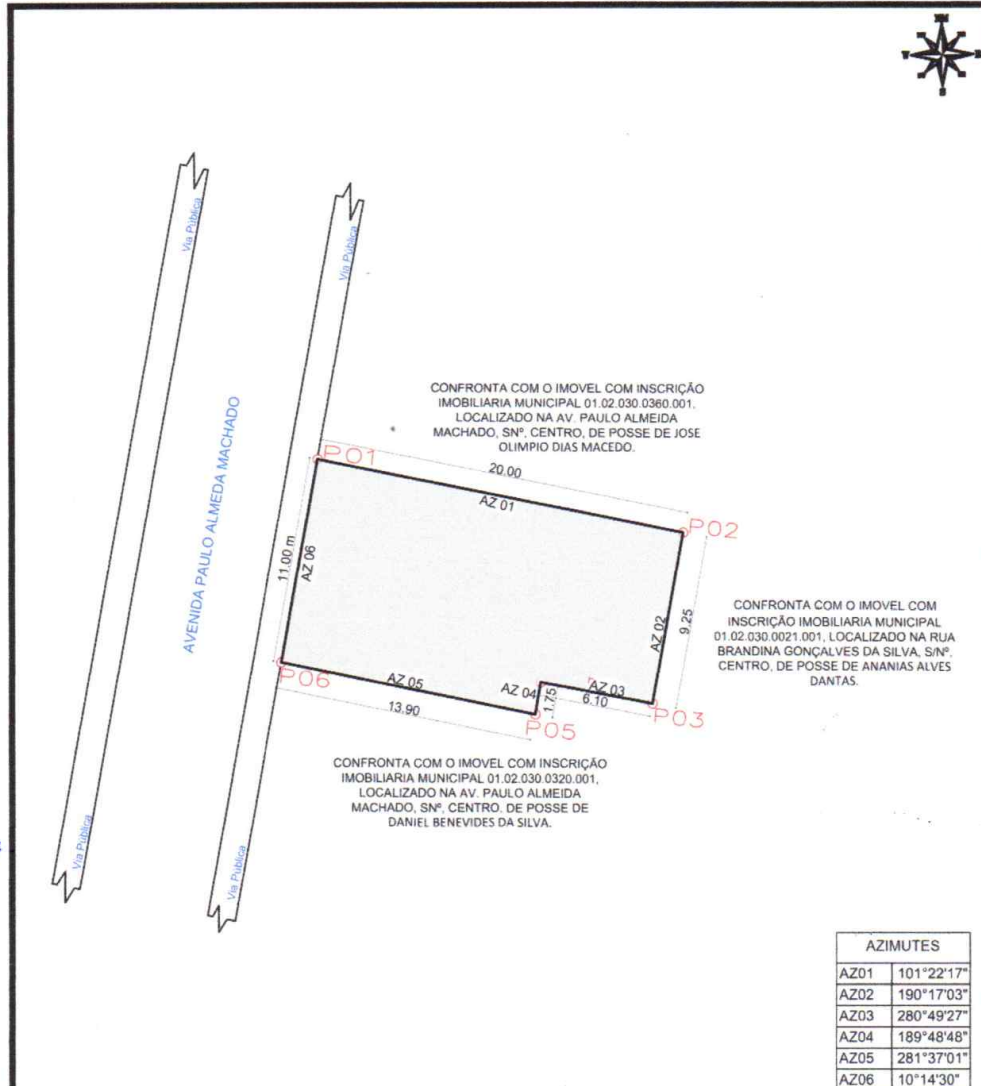 Via Pública
Via Pública
CONFRONTA COM O IMOVEL COM INSCRIÇÃO
IMOBILIARIA MUNICIPAL 01.02.030.0360.001,
LOCALIZADO NA AV. PAULO ALMEIDA
MACHADO, SNº, CENTRO, DE POSSE DE JOSE
OLIMPIO DIAS MACEDO.
AVENIDA PAULO ALMEDA MACHADO
P01
20.00
AZ 01
P02
11.00 m
AZ 06
AZ 02
9.25
CONFRONTA COM O IMOVEL COM
INSCRIÇÃO IMOBILIARIA MUNICIPAL
01.02.030.0021.001, LOCALIZADO NA RUA
BRANDINA GONÇALVES DA SILVA, S/Nº.
CENTRO, DE POSSE DE ANANIAS ALVES
DANTAS.
P06
AZ 05
AZ 04
AZ 03
1.75
6.10
P03
13.90
P05
CONFRONTA COM O IMOVEL COM INSCRIÇÃO
IMOBILIARIA MUNICIPAL 01.02.030.0320.001,
LOCALIZADO NA AV. PAULO ALMEIDA
MACHADO, SNº, CENTRO. DE POSSE DE
DANIEL BENEVIDES DA SILVA.
Via Pública
Via Pública
AZIMUTES
AZ01 101°22'17"
AZ02 190°17'03"
AZ03 280°49'27"
AZ04 189°48'48"
AZ05 281°37'01"
AZ06 10°14'30"